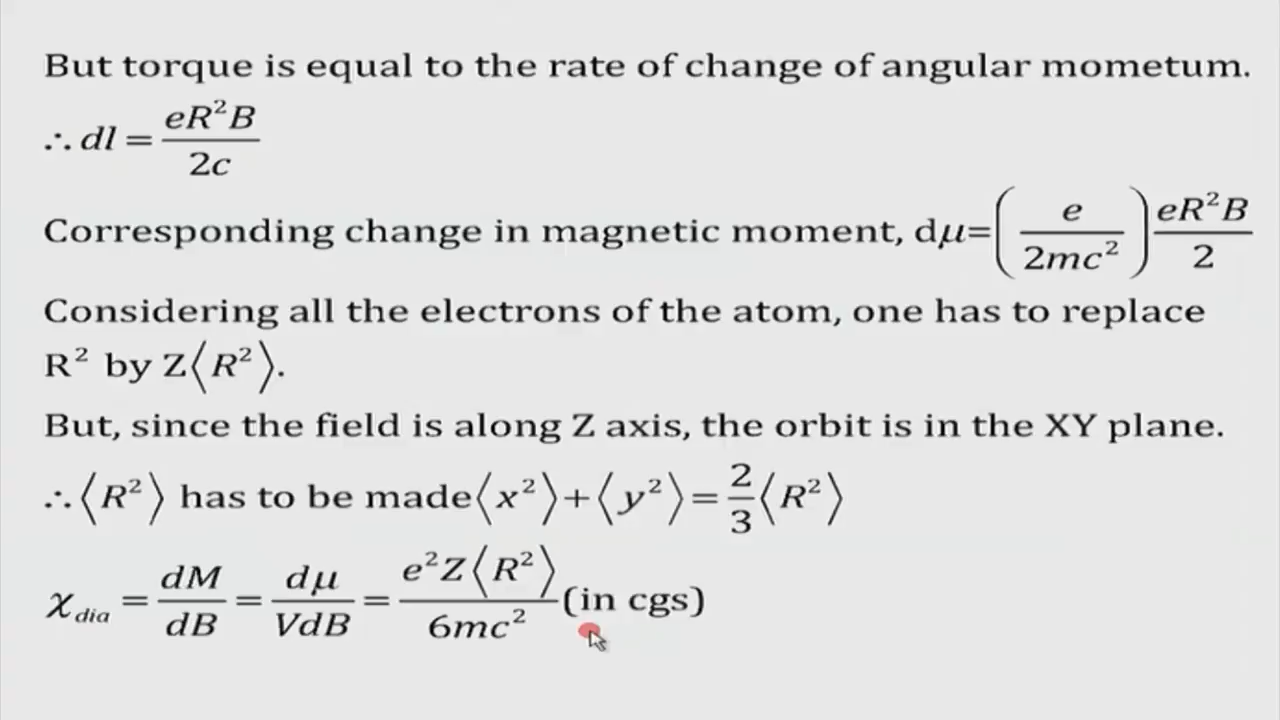 But torque is equal to the rate of change of angular mometum.
∴ dl = eR²B / 2c
Corresponding change in magnetic moment, dμ=(e / 2mc²) eR²B / 2
Considering all the electrons of the atom, one has to replace
R² by Z⟨R²⟩.
But, since the field is along Z axis, the orbit is in the XY plane.
∴ ⟨R²⟩ has to be made⟨x²⟩+⟨y²⟩= 2/3 ⟨R²⟩
χ_dia = dM / dB = dμ / VdB = e²Z⟨R²⟩ / 6mc² (in cgs)